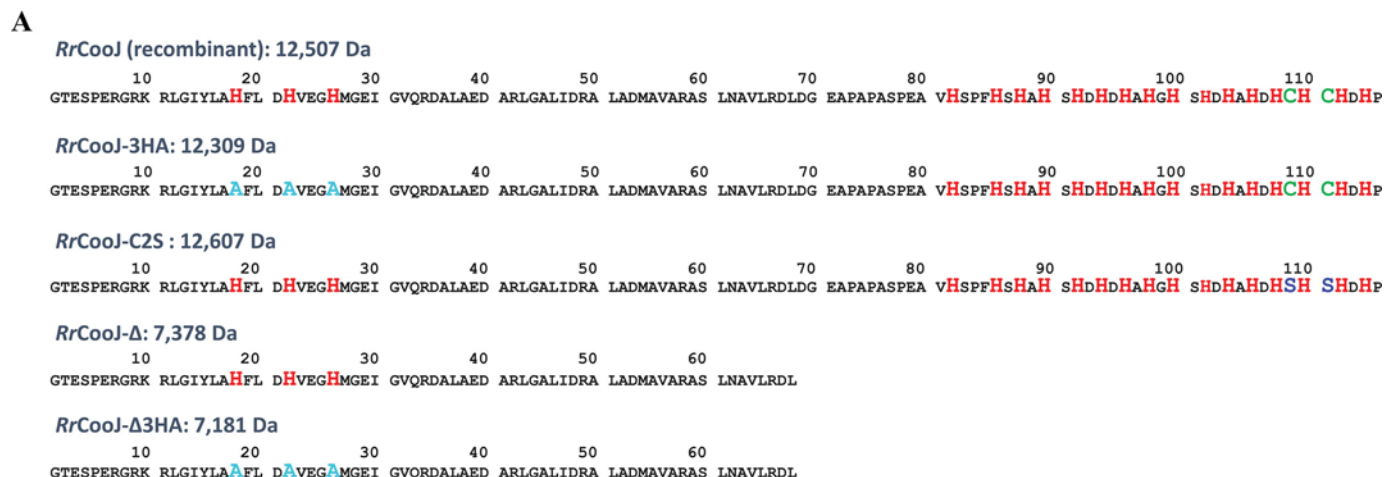 A
RrCooJ (recombinant): 12,507 Da
10 20 30 40 50 60 70 80 90 100 110
GTESPERGRK RLGIYLAHFL DHVEGHMGEI GVQRDALAED ARLGALIDRA LADMAVARAS LNAVLRDLDG EAPAPASPEA VHSPFHSHAH SHDHDHAHGH SHDHAHDHCH CHDHP
RrCooJ-3HA: 12,309 Da
10 20 30 40 50 60 70 80 90 100 110
GTESPERGRK RLGIYLAAFL DAVEGAMGEI GVQRDALAED ARLGALIDRA LADMAVARAS LNAVLRDLDG EAPAPASPEA VHSPFHSHAH SHDHDHAHGH SHDHAHDHCH CHDHP
RrCooJ-C2S : 12,607 Da
10 20 30 40 50 60 70 80 90 100 110
GTESPERGRK RLGIYLAHFL DHVEGHMGEI GVQRDALAED ARLGALIDRA LADMAVARAS LNAVLRDLDG EAPAPASPEA VHSPFHSHAH SHDHDHAHGH SHDHAHDHSH SHDHP
RrCooJ-Δ: 7,378 Da
10 20 30 40 50 60
GTESPERGRK RLGIYLAHFL DHVEGHMGEI GVQRDALAED ARLGALIDRA LADMAVARAS LNAVLRDL
RrCooJ-Δ3HA: 7,181 Da
10 20 30 40 50 60
GTESPERGRK RLGIYLAAFL DAVEGAMGEI GVQRDALAED ARLGALIDRA LADMAVARAS LNAVLRDL